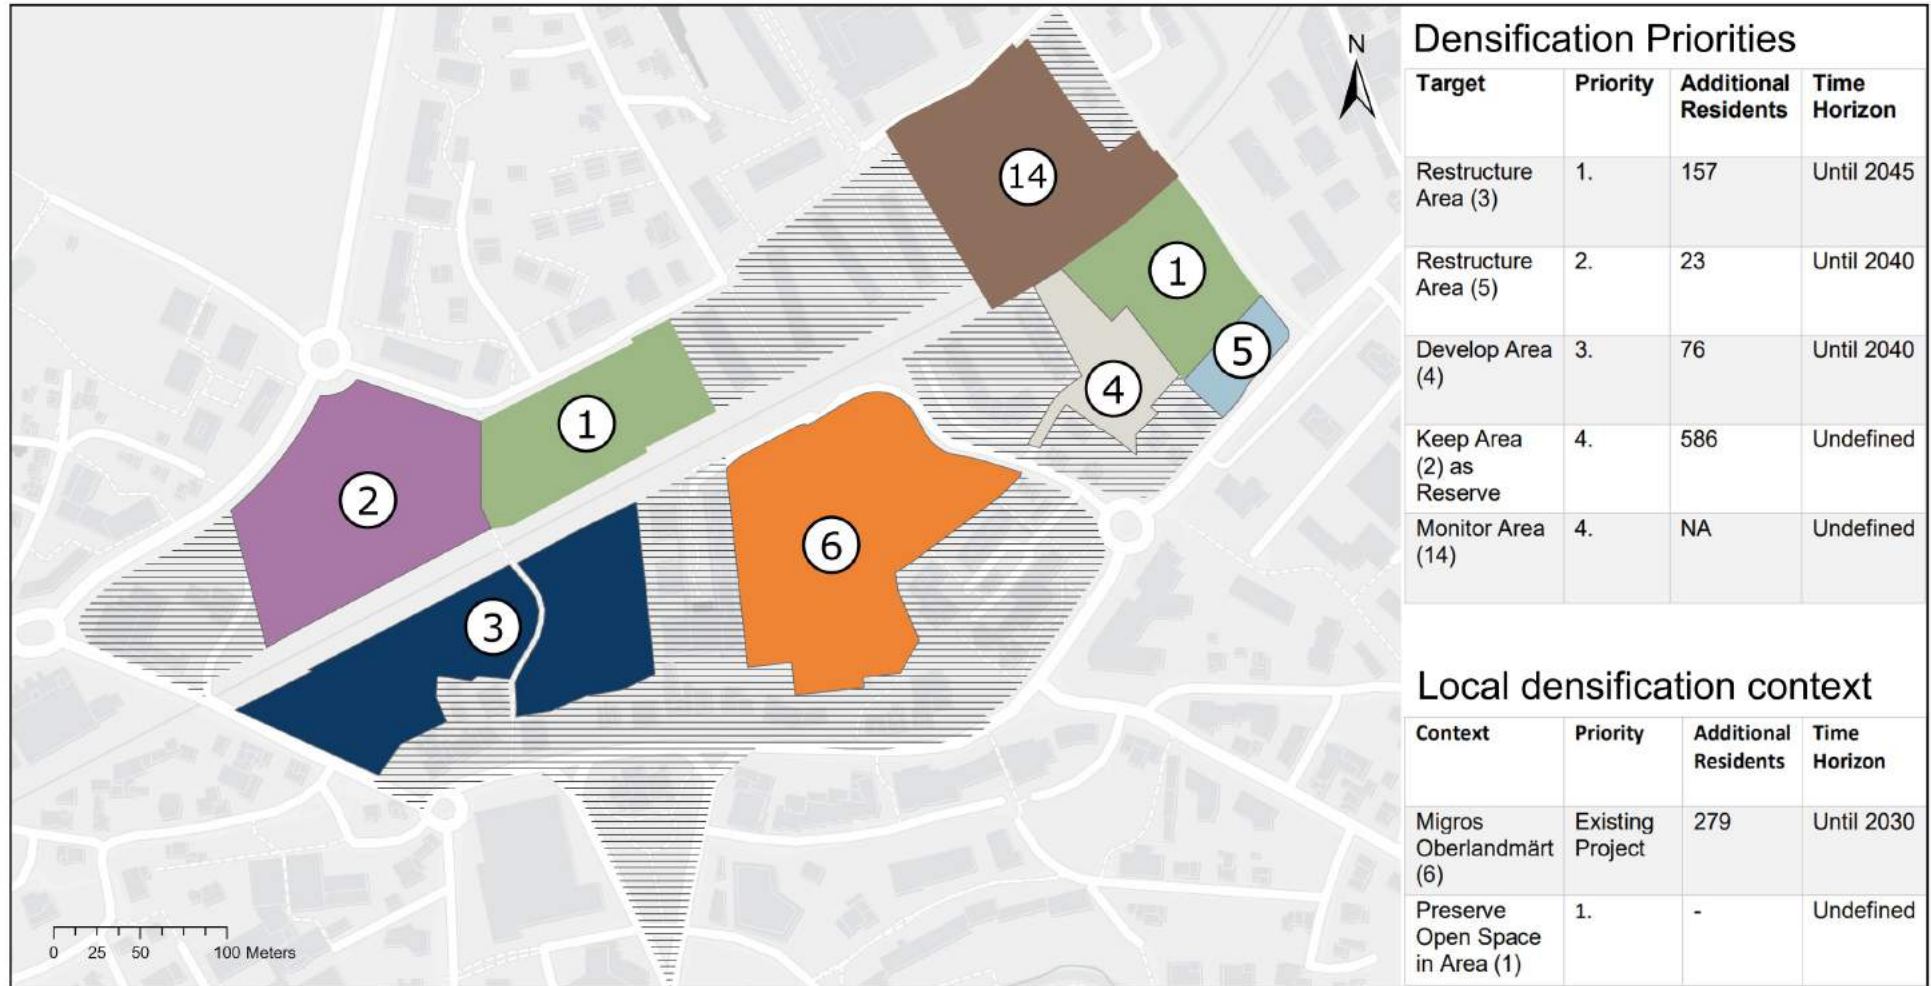 N
14
1
5
4
1
2
6
3
0 25 50 100 Meters
Densification Priorities
Target Priority Additional Residents Time Horizon
Restructure Area (3) 1. 157 Until 2045
Restructure Area (5) 2. 23 Until 2040
Develop Area (4) 3. 76 Until 2040
Keep Area (2) as Reserve 4. 586 Undefined
Monitor Area (14) 4. NA Undefined
Local densification context
Context Priority Additional Residents Time Horizon
Migros Oberlandmärt (6) Existing Project 279 Until 2030
Preserve Open Space in Area (1) 1. - Undefined